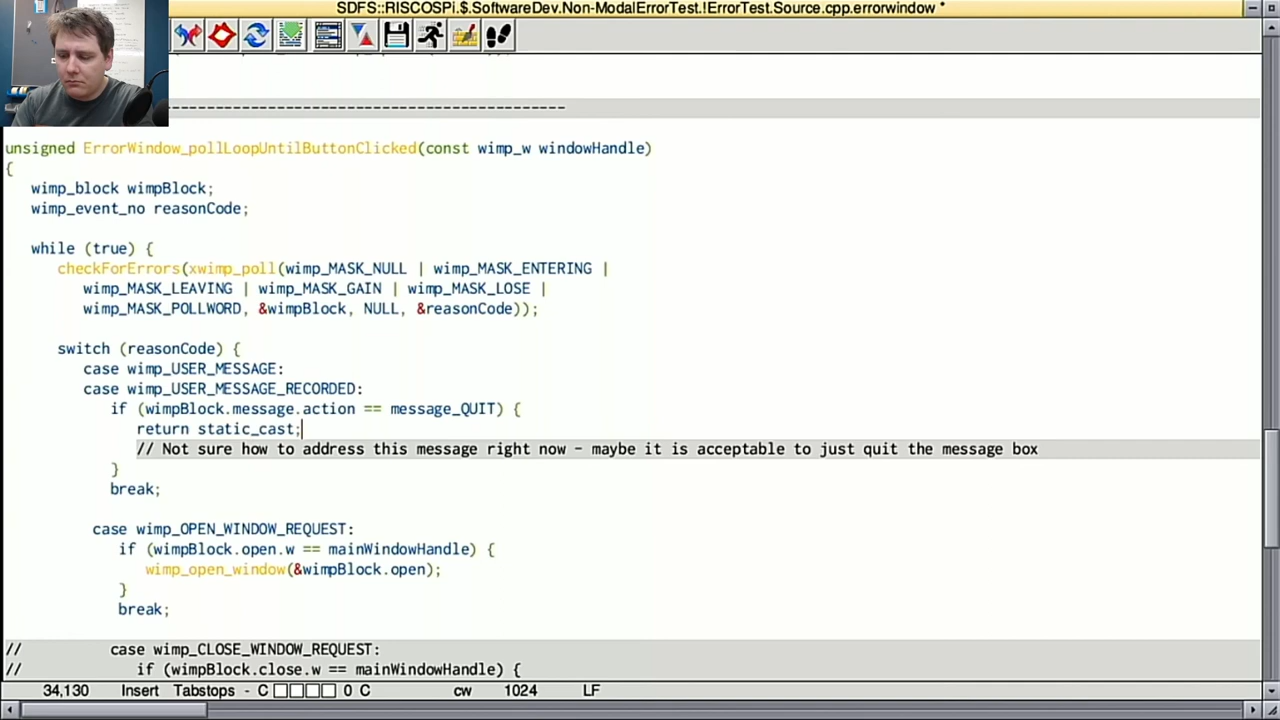 SDFS::RISCOSPi.$.SoftwareDev.Non-ModalErrorTest.!ErrorTest.Source.cpp.errorwindow *
-----------------------------------------------
unsigned ErrorWindow_pollLoopUntilButtonClicked(const wimp_w windowHandle)
{
wimp_block wimpBlock;
wimp_event_no reasonCode;
while (true) {
checkForErrors(xwimp_poll(wimp_MASK_NULL | wimp_MASK_ENTERING |
wimp_MASK_LEAVING | wimp_MASK_GAIN | wimp_MASK_LOSE |
wimp_MASK_POLLWORD, &wimpBlock, NULL, &reasonCode));
switch (reasonCode) {
case wimp_USER_MESSAGE:
case wimp_USER_MESSAGE_RECORDED:
if (wimpBlock.message.action == message_QUIT) {
return static_cast;
// Not sure how to address this message right now - maybe it is acceptable to just quit the message box
}
break;
case wimp_OPEN_WINDOW_REQUEST:
if (wimpBlock.open.w == mainWindowHandle) {
wimp_open_window(&wimpBlock.open);
}
break;
// case wimp_CLOSE_WINDOW_REQUEST:
// if (wimpBlock.close.w == mainWindowHandle) {
34,130 Insert Tabstops - C 0 C cw 1024 LF